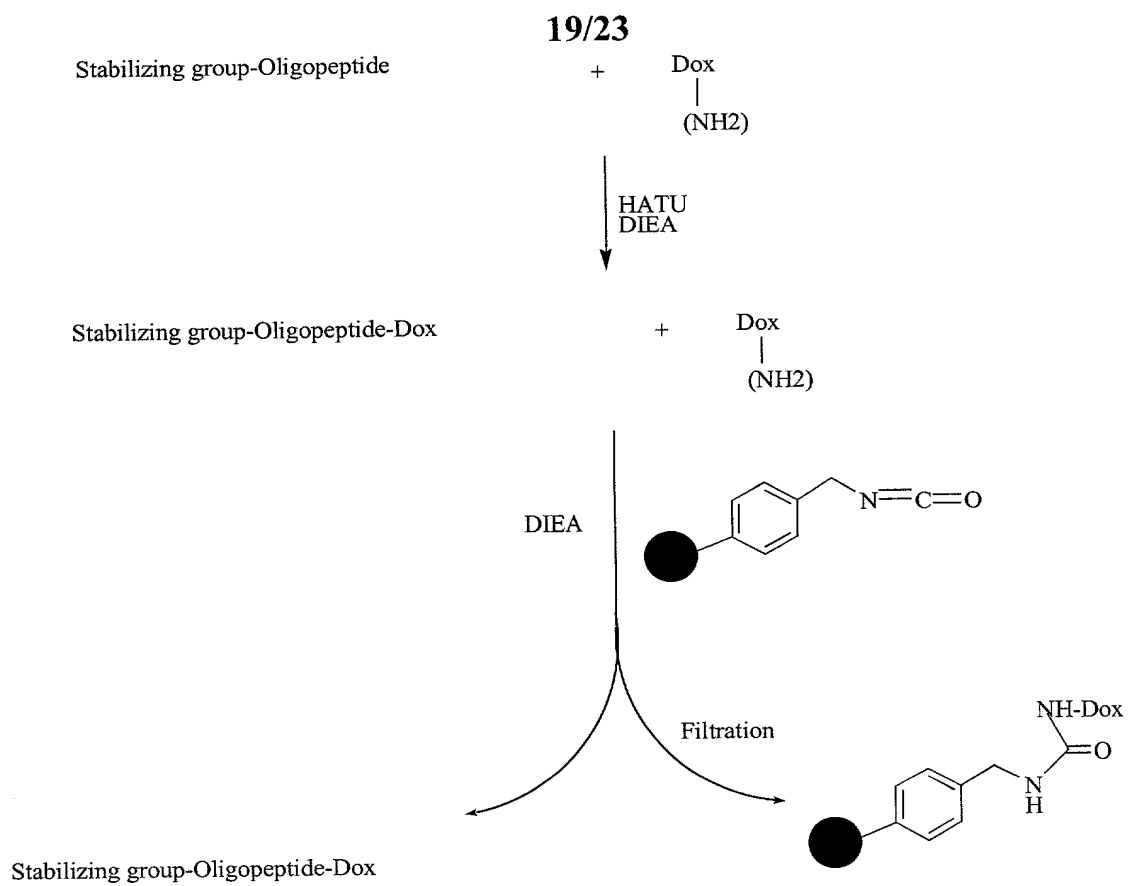 19/23
Stabilizing group-Oligopeptide + Dox
(NH2)
HATU
DIEA
Stabilizing group-Oligopeptide-Dox + Dox
(NH2)
N=C=O
DIEA
NH-Dox
Filtration
O
N
H
Stabilizing group-Oligopeptide-Dox